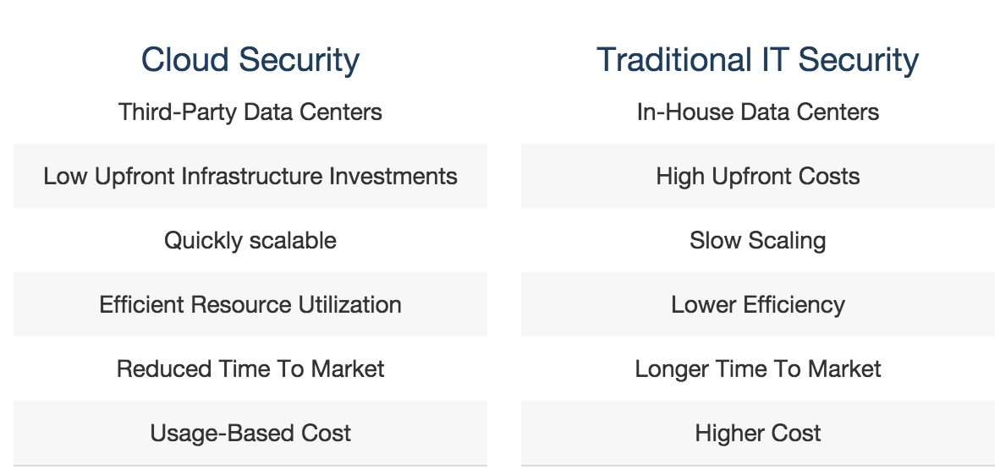 Cloud Security
Traditional IT Security
Third-Party Data Centers
In-House Data Centers
Low Upfront Infrastructure Investments
High Upfront Costs
Quickly scalable
Slow Scaling
Efficient Resource Utilization
Lower Efficiency
Reduced Time To Market
Longer Time To Market
Usage-Based Cost
Higher Cost